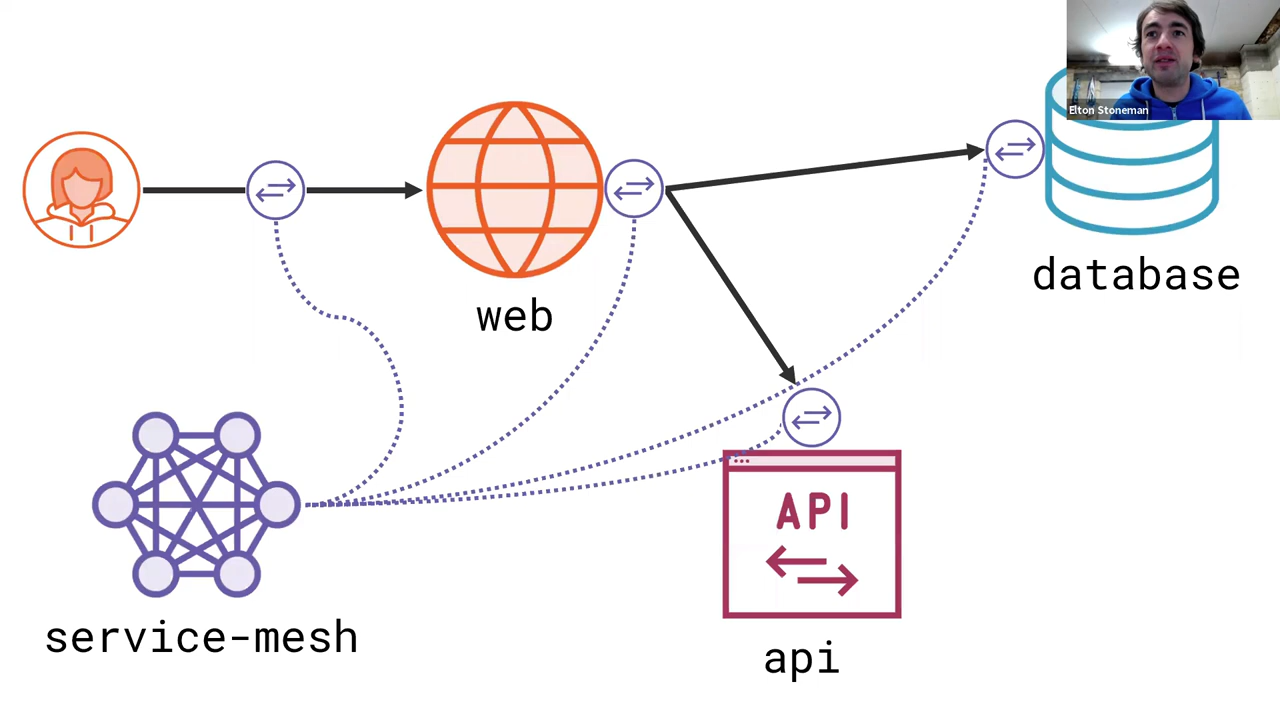 Elton Stoneman
database
web
API
service-mesh
api